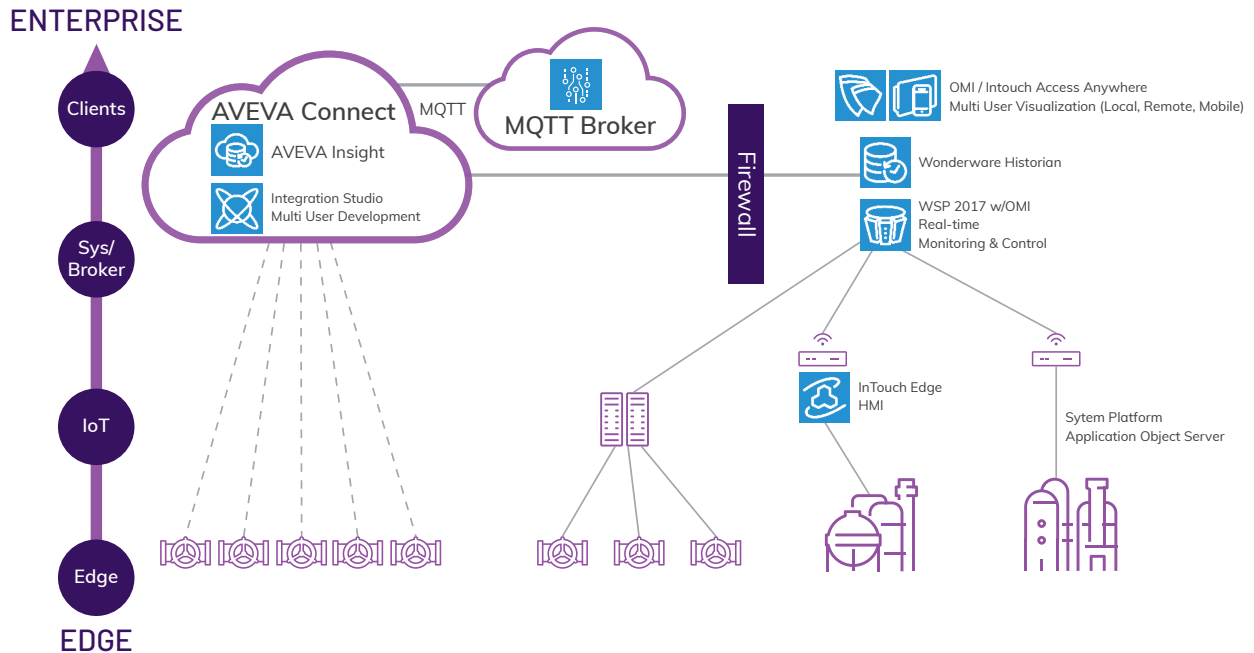 ENTERPRISE
Clients
Sys/
Broker
IoT
Edge
EDGE
AVEVA Connect
AVEVA Insight
Integration Studio
Multi User Development
MQTT
MQTT Broker
Firewall
OMI / Intouch Access Anywhere
Multi User Visualization (Local, Remote, Mobile)
Wonderware Historian
WSP 2017 w/OMI
Real-time
Monitoring & Control
InTouch Edge
HMI
Sytem Platform
Application Object Server